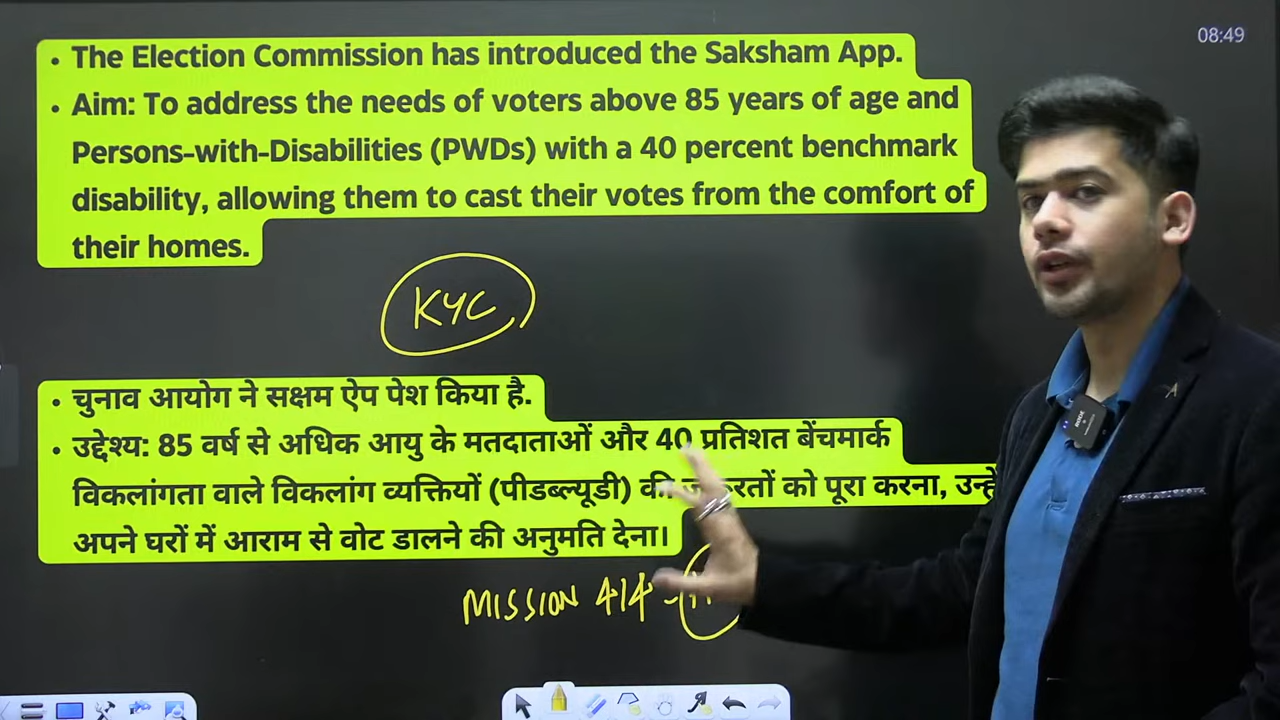 08:49
• The Election Commission has introduced the Saksham App.
• Aim: To address the needs of voters above 85 years of age and
Persons-with-Disabilities (PWDs) with a 40 percent benchmark
disability, allowing them to cast their votes from the comfort of
their homes.
KYC
• चुनाव आयोग ने सक्षम ऐप पेश किया है.
• उद्देश्य: 85 वर्ष से अधिक आयु के मतदाताओं और 40 प्रतिशत बेंचमार्क
विकलांगता वाले विकलांग व्यक्तियों (पीडब्ल्यूडी) की को पूरा करना, उन्हें
अपने घरों में आराम से वोट डालने की अनुमति देना।
MISSION 414 -